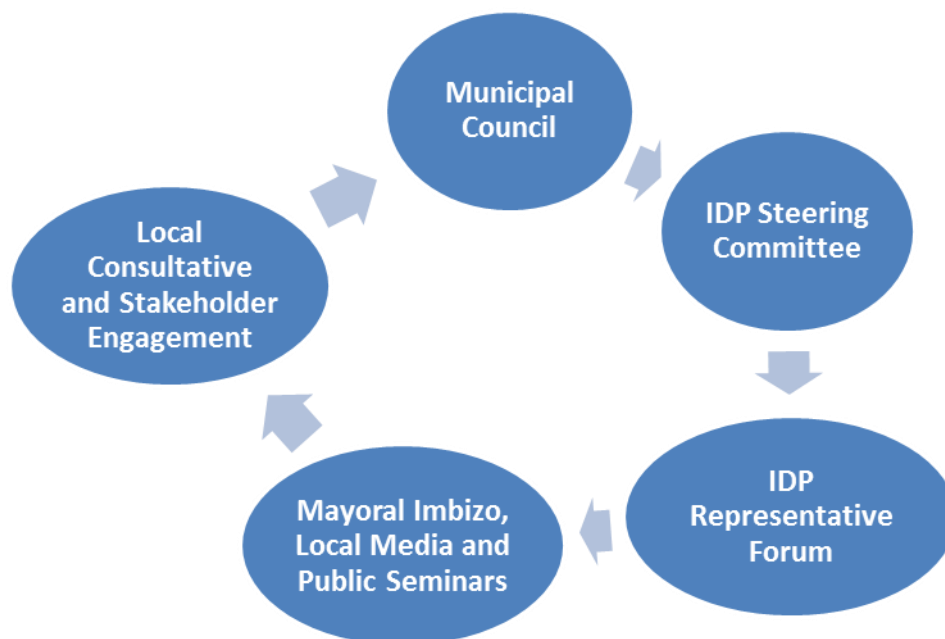 Municipal
Council
IDP Steering
Committee
IDP
Representative
Forum
Mayoral Imbizo,
Local Media and
Public Seminars
Local
Consultative
and Stakeholder
Engagement